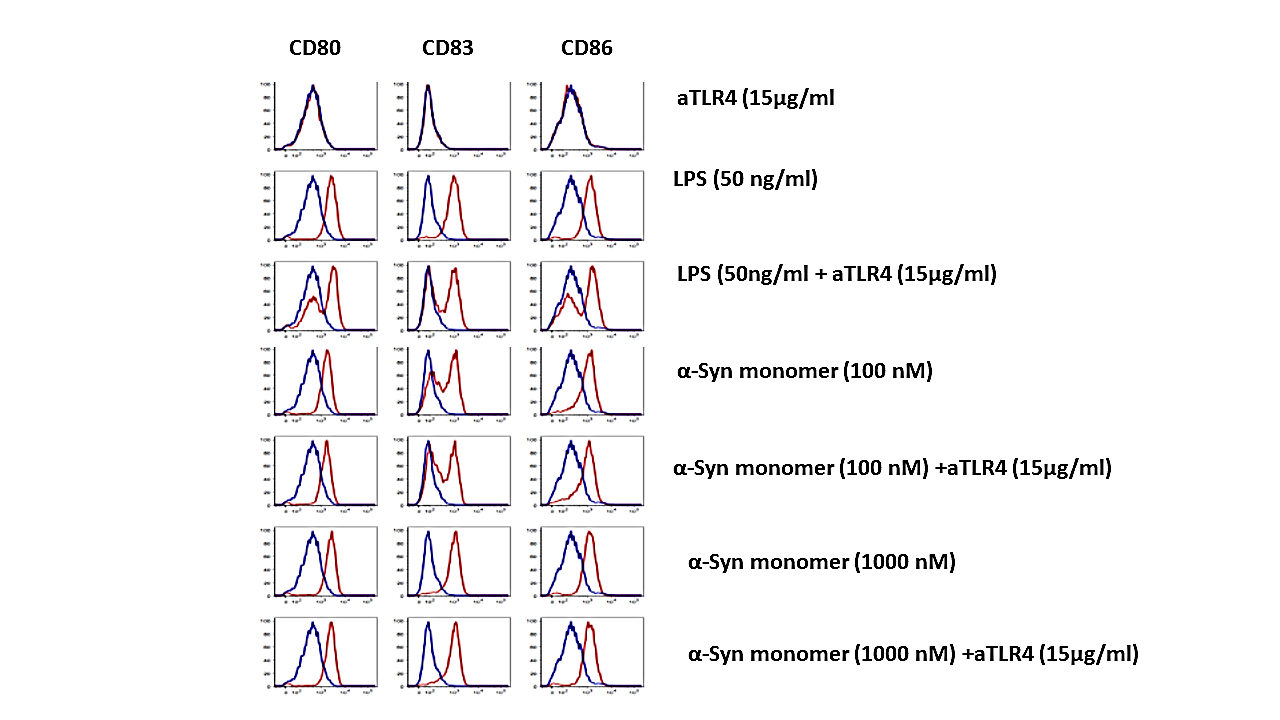 CD80 CD83 CD86
aTLR4 (15µg/ml
LPS (50 ng/ml)
LPS (50ng/ml + aTLR4 (15µg/ml)
α-Syn monomer (100 nM)
α-Syn monomer (100 nM) +aTLR4 (15µg/ml)
α-Syn monomer (1000 nM)
α-Syn monomer (1000 nM) +aTLR4 (15µg/ml)